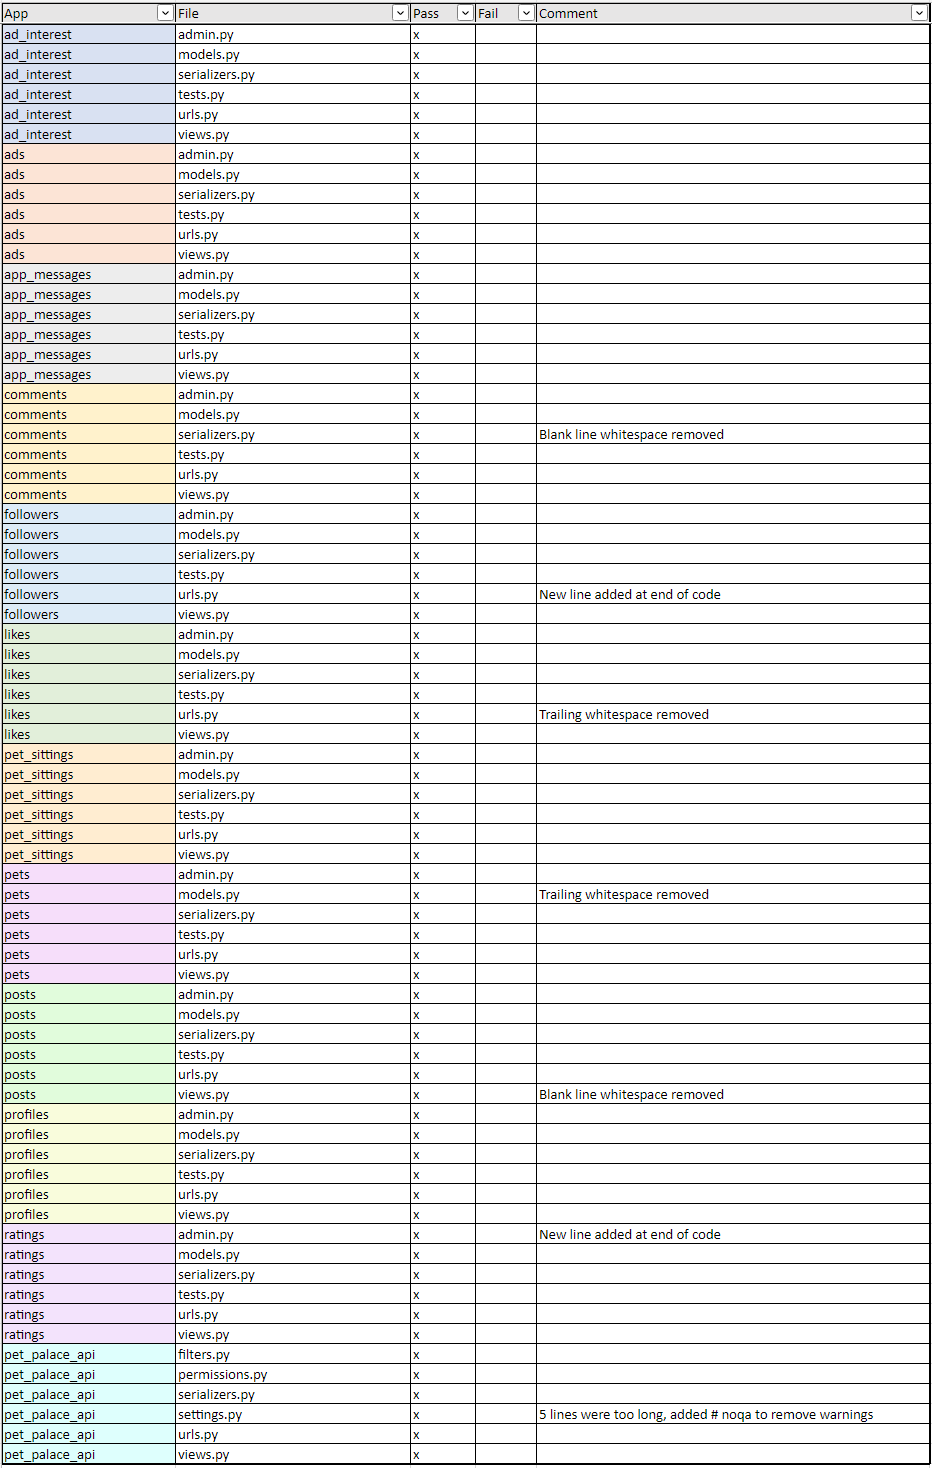 App File Pass Fail Comment
ad_interest admin.py x
ad_interest models.py x
ad_interest serializers.py x
ad_interest tests.py x
ad_interest urls.py x
ad_interest views.py x
ads admin.py x
ads models.py x
ads serializers.py x
ads tests.py x
ads urls.py x
ads views.py x
app_messages admin.py x
app_messages models.py x
app_messages serializers.py x
app_messages tests.py x
app_messages urls.py x
app_messages views.py x
comments admin.py x
comments models.py x
comments serializers.py x Blank line whitespace removed
comments tests.py x
comments urls.py x
comments views.py x
followers admin.py x
followers models.py x
followers serializers.py x
followers tests.py x
followers urls.py x New line added at end of code
followers views.py x
likes admin.py x
likes models.py x
likes serializers.py x
likes tests.py x
likes urls.py x Trailing whitespace removed
likes views.py x
pet_sittings admin.py x
pet_sittings models.py x
pet_sittings serializers.py x
pet_sittings tests.py x
pet_sittings urls.py x
pet_sittings views.py x
pets admin.py x
pets models.py x Trailing whitespace removed
pets serializers.py x
pets tests.py x
pets urls.py x
pets views.py x
posts admin.py x
posts models.py x
posts serializers.py x
posts tests.py x
posts urls.py x
posts views.py x Blank line whitespace removed
profiles admin.py x
profiles models.py x
profiles serializers.py x
profiles tests.py x
profiles urls.py x
profiles views.py x
ratings admin.py x New line added at end of code
ratings models.py x
ratings serializers.py x
ratings tests.py x
ratings urls.py x
ratings views.py x
pet_palace_api filters.py x
pet_palace_api permissions.py x
pet_palace_api serializers.py x
pet_palace_api settings.py x 5 lines were too long, added # noqa to remove warnings
pet_palace_api urls.py x
pet_palace_api views.py x